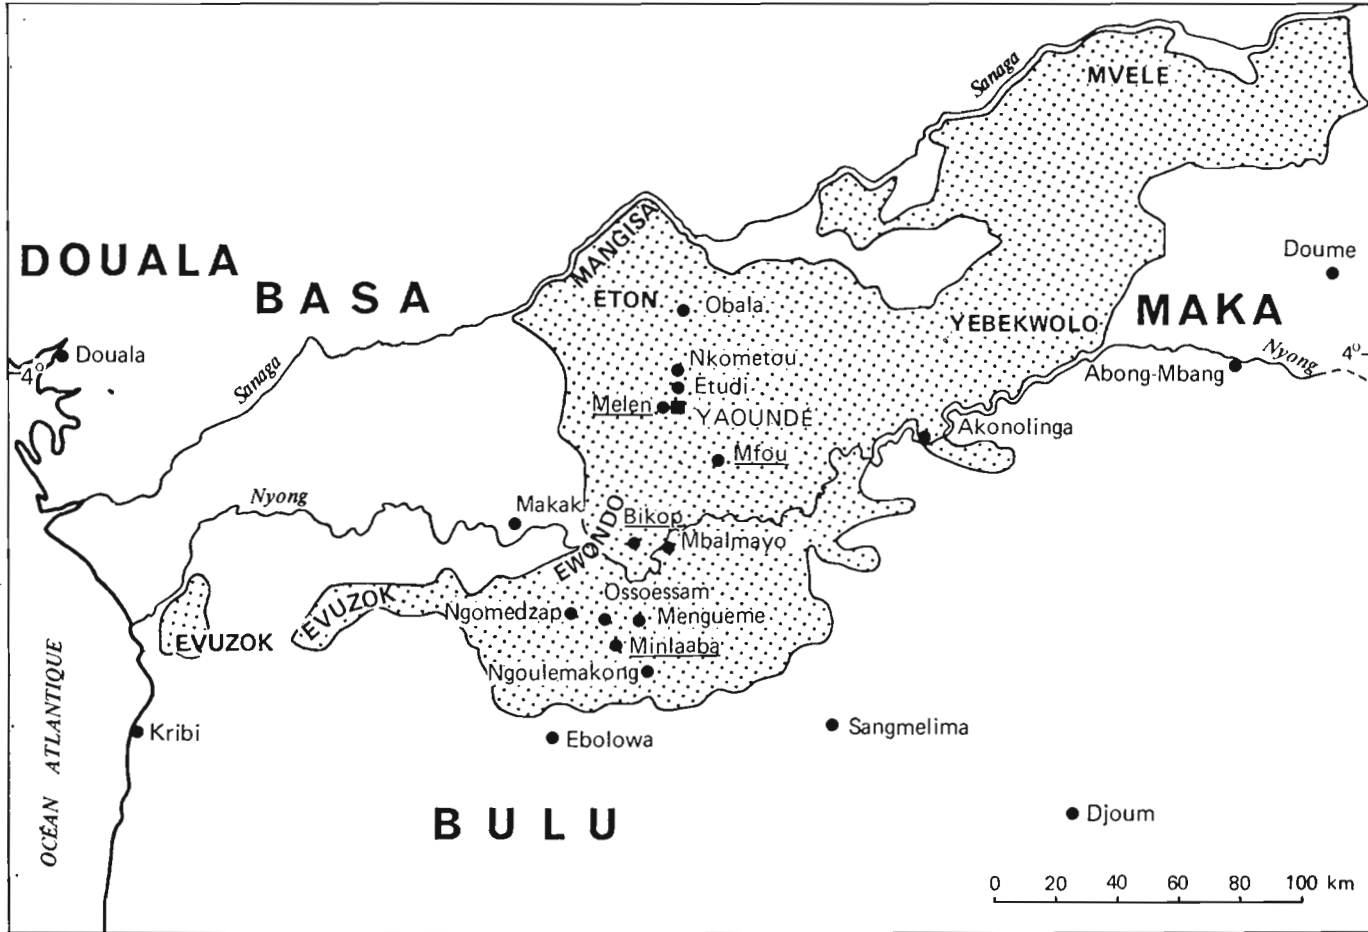 Sanaga
MVELE
MANGISA
DOUALA
BASA
ETON
Obala
Doume
MAKA
YEBEKWOLO
Douala
4°
Sanaga
Nkometou
Etudi
Melen
YAOUNDÉ
Nyong
4°
Abong-Mbang
Akonolinga
Mfou
Nyong
Makak
EWONDO
Bikop
Mbalmayo
EVUZOK
EVUZOK
Ossoessam
Ngomedzap
Mengueme
Minlaaba
Ngoulemakong
OCÉAN ATLANTIQUE
Kribi
Ebolowa
Sangmelima
BULU
Djoum
0 20 40 60 80 100 km